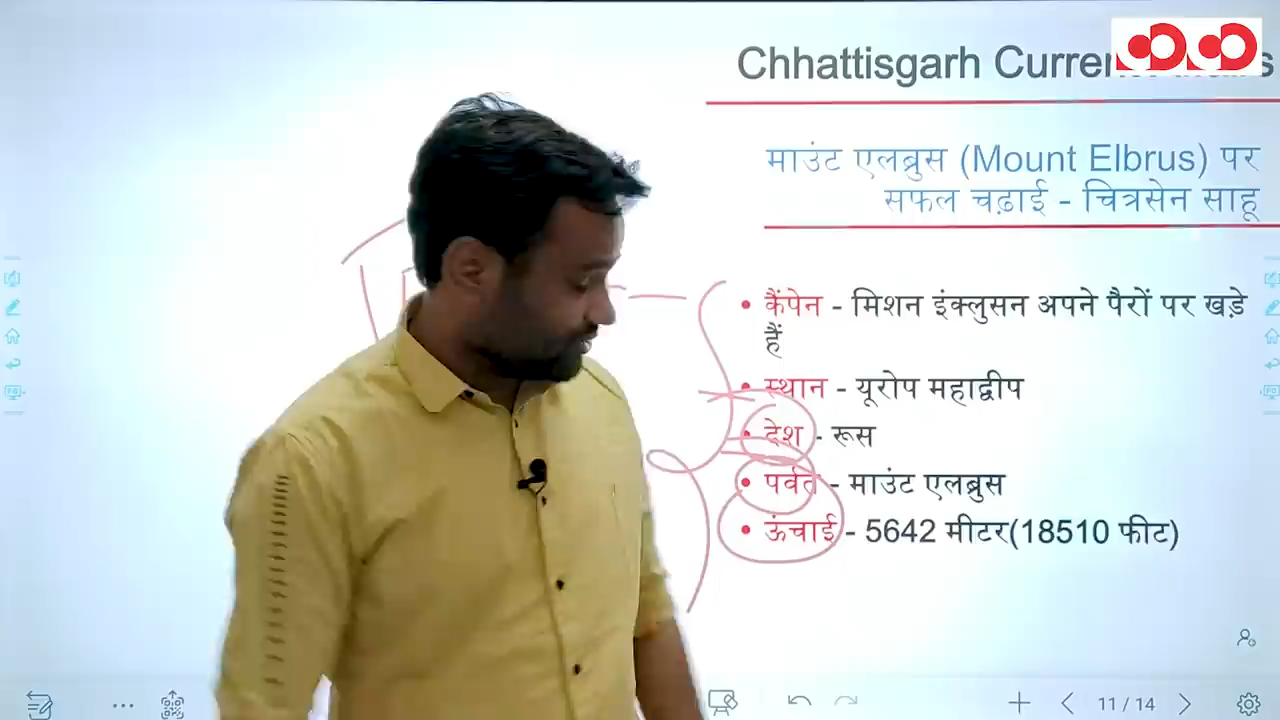 Chhattisgarh
माउंट एलब्रुस (Mount Elbrus) पर
सफल चढ़ाई - चित्रसेन साहू
• कैंपेन - मिशन इंक्लुसन अपने पैरों पर खड़े
हैं
• स्थान - यूरोप महाद्वीप
• देश - रूस
• पर्वत - माउंट एलब्रुस
• ऊंचाई - 5642 मीटर(18510 फीट)
11 / 14